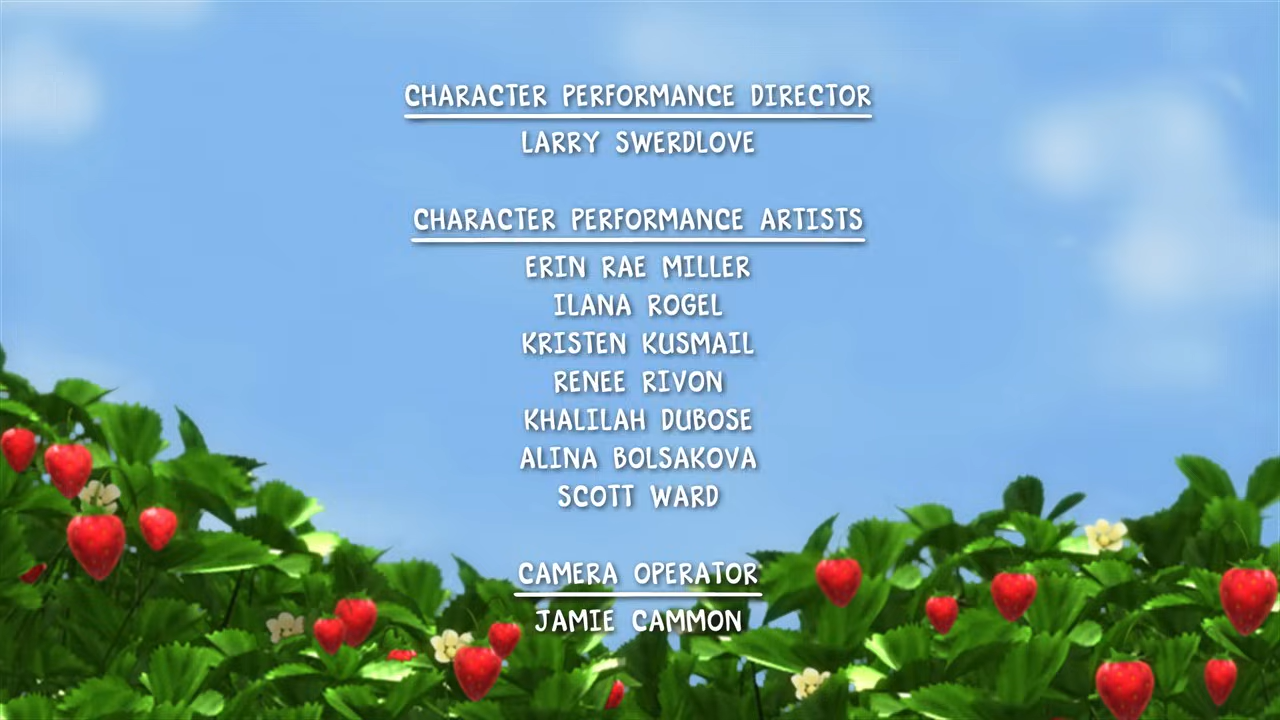 CHARACTER PERFORMANCE DIRECTOR
LARRY SWERDLOVE
CHARACTER PERFORMANCE ARTISTS
ERIN RAE MILLER
ILANA ROGEL
KRISTEN KUSMAIL
RENEE RIVON
KHALILAH DUBOSE
ALINA BOLSAKOVA
SCOTT WARD
CAMERA OPERATOR
JAMIE CAMMON